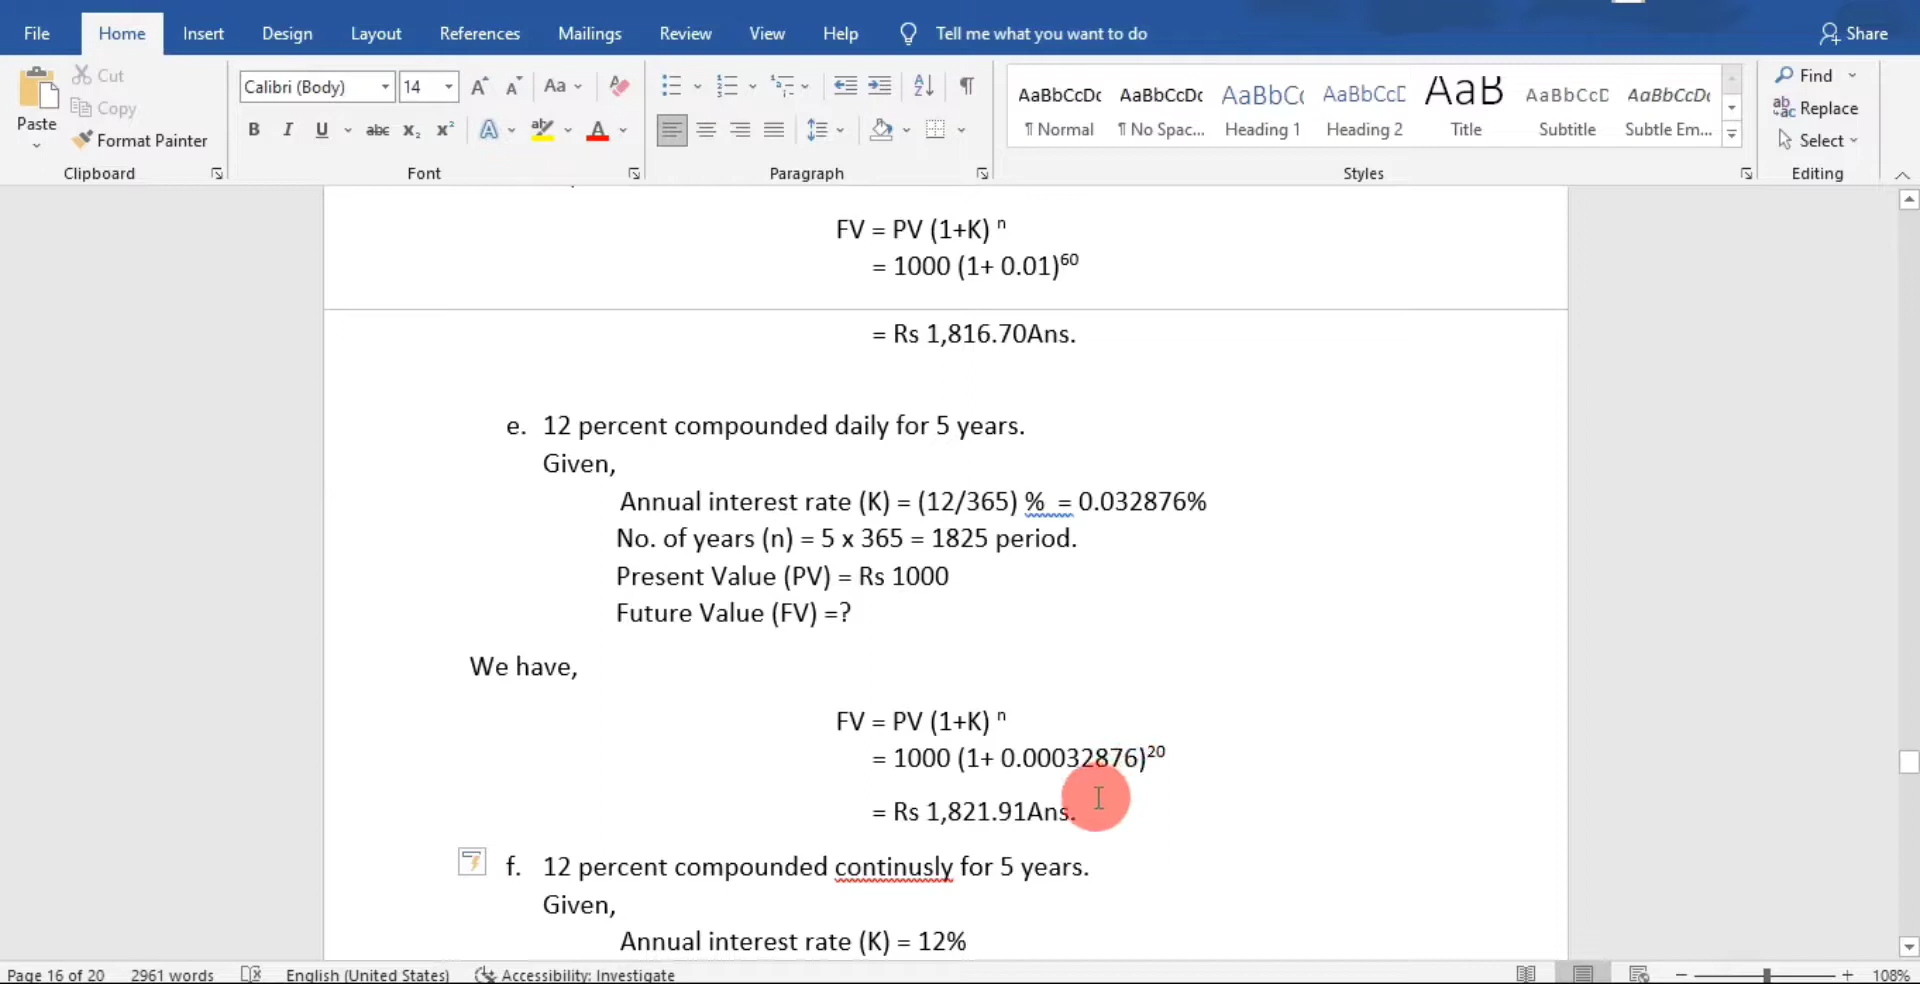 File Home Insert Design Layout References Mailings Review View Help Tell me what you want to do Share
Paste Cut Copy Format Painter
Clipboard
Calibri (Body) 14 Aa
B I U abc x₂ x² A A
Font
Paragraph
AaBbCcDc AaBbCcDc AaBbC( AaBbCcD AaB AaBbCcD AaBbCcDc
¶ Normal ¶ No Spac... Heading 1 Heading 2 Title Subtitle Subtle Em...
Styles
Find
Replace
Select
Editing
FV = PV (1+K) ⁿ
= 1000 (1+ 0.01)⁶⁰
= Rs 1,816.70Ans.
e. 12 percent compounded daily for 5 years.
Given,
Annual interest rate (K) = (12/365) % = 0.032876%
No. of years (n) = 5 x 365 = 1825 period.
Present Value (PV) = Rs 1000
Future Value (FV) =?
We have,
FV = PV (1+K) ⁿ
= 1000 (1+ 0.00032876)²⁰
= Rs 1,821.91Ans.
f. 12 percent compounded continusly for 5 years.
Given,
Annual interest rate (K) = 12%
Page 16 of 20 2961 words English (United States) Accessibility: Investigate 108%